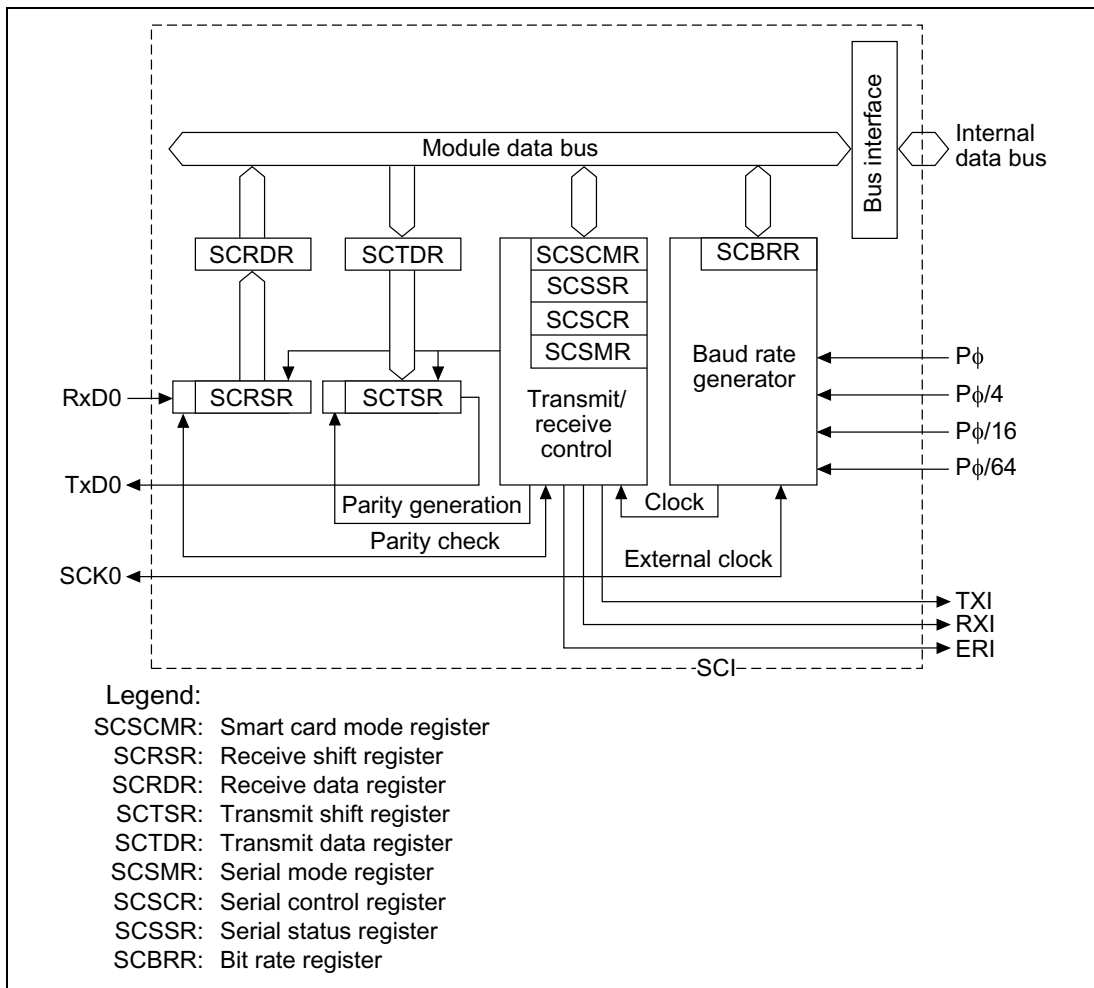 Bus interface
Internal
data bus
Module data bus
SCRDR
SCTDR
SCSCMR
SCSSR
SCSCR
SCSMR
SCBRR
Transmit/
receive
control
Baud rate
generator
Pϕ
Pϕ/4
Pϕ/16
Pϕ/64
RxD0
SCRSR
SCTSR
TxD0
Parity generation
Clock
Parity check
External clock
SCK0
TXI
RXI
ERI
SCI
Legend:
SCSCMR: Smart card mode register
SCRSR: Receive shift register
SCRDR: Receive data register
SCTSR: Transmit shift register
SCTDR: Transmit data register
SCSMR: Serial mode register
SCSCR: Serial control register
SCSSR: Serial status register
SCBRR: Bit rate register